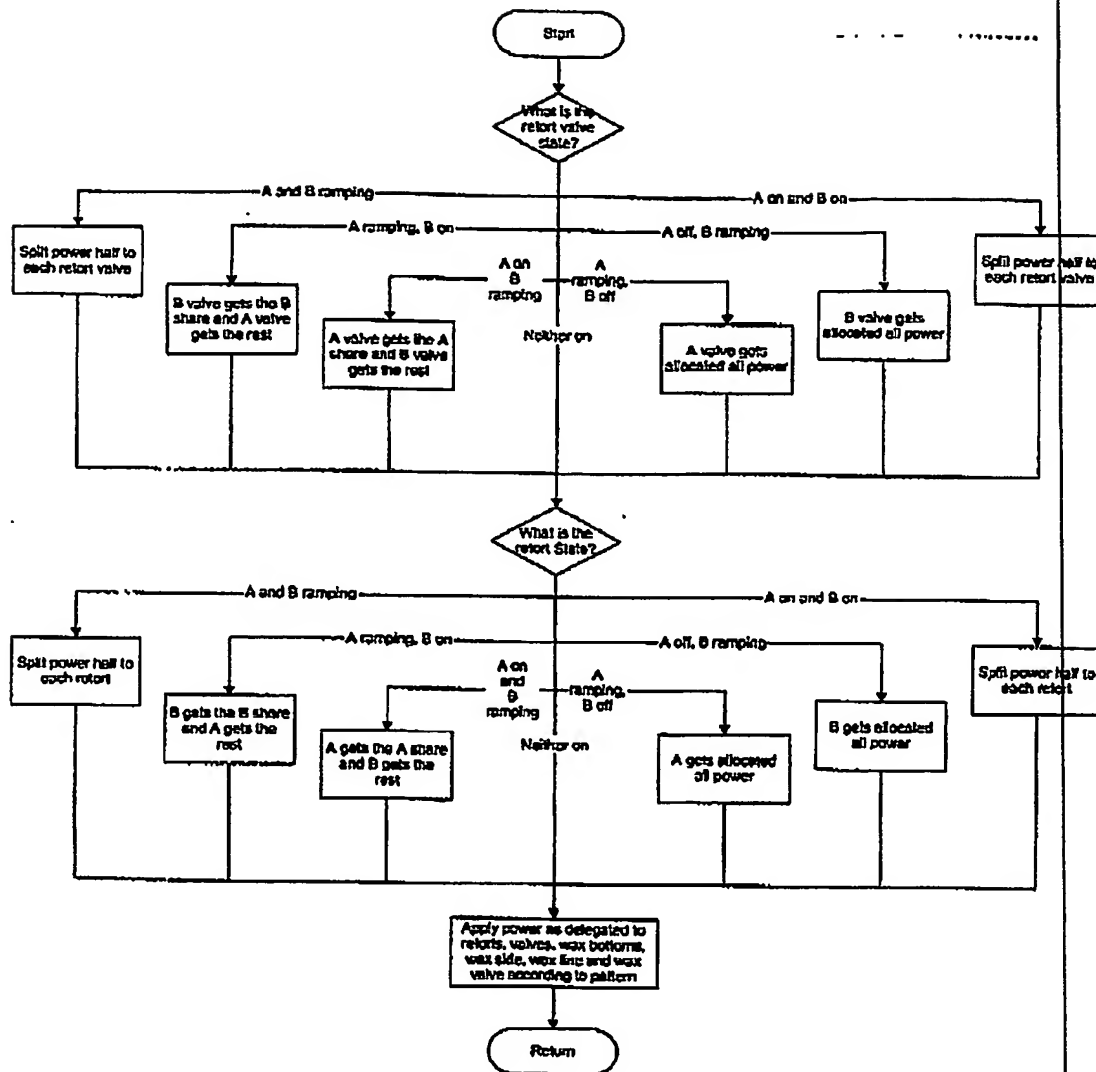 Start
What is the
retort valve
state?
A and B ramping
A on and B on
Split power half to
each retort valve
A ramping, B on
A off, B ramping
Split power half to
each retort valve
B valve gets the B
share and A valve
gets the rest
A on
B
ramping
A
ramping,
B off
B valve gets
allocated all power
A valve gets the A
share and B valve
gets the rest
Neither on
A valve gets
allocated all power
What is the
retort State?
A and B ramping
A on and B on
Split power half to
each retort
A ramping, B on
A off, B ramping
Split power half to
each retort
B gets the B share
and A gets the
rest
A on
and
B
ramping
A
ramping,
B off
B gets allocated
all power
A gets the A share
and B gets the
rest
Neither on
A gets allocated
all power
Apply power as delegated to
retorts, valves, wax bottoms,
wax side, wax line and wax
valve according to pattern
Return